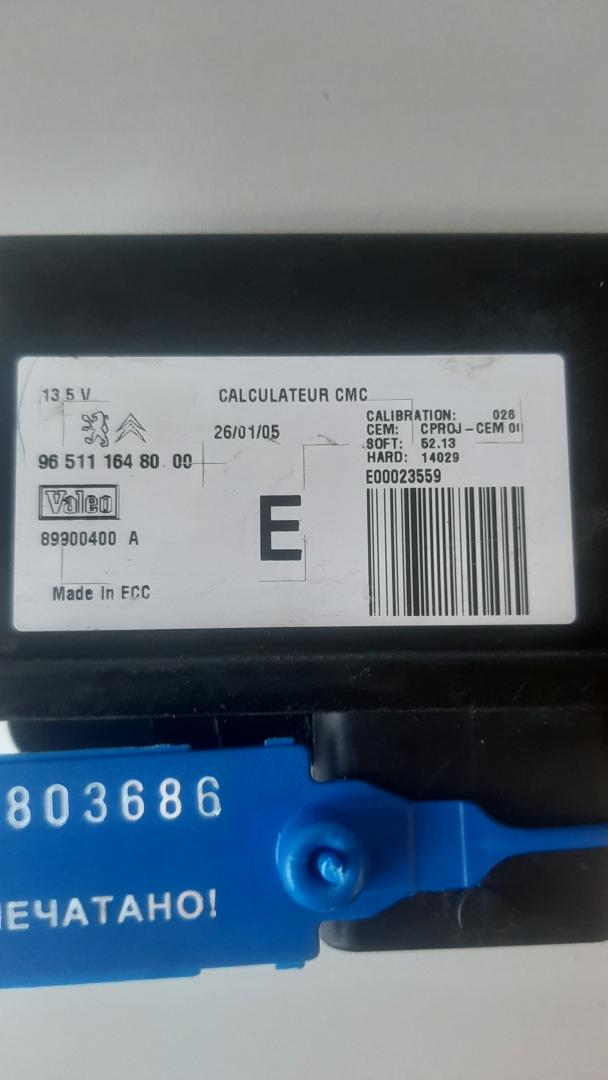 13.5 V
CALCULATEUR CMC
26/01/05
96 511 164 80 00
Valeo
89900400 A
Made In ECC
E
CALIBRATION: 026
CEM: CPROJ-CEM
SOFT: 52.13
HARD: 14029
E00023559
803686
ПЕЧАТАНО!